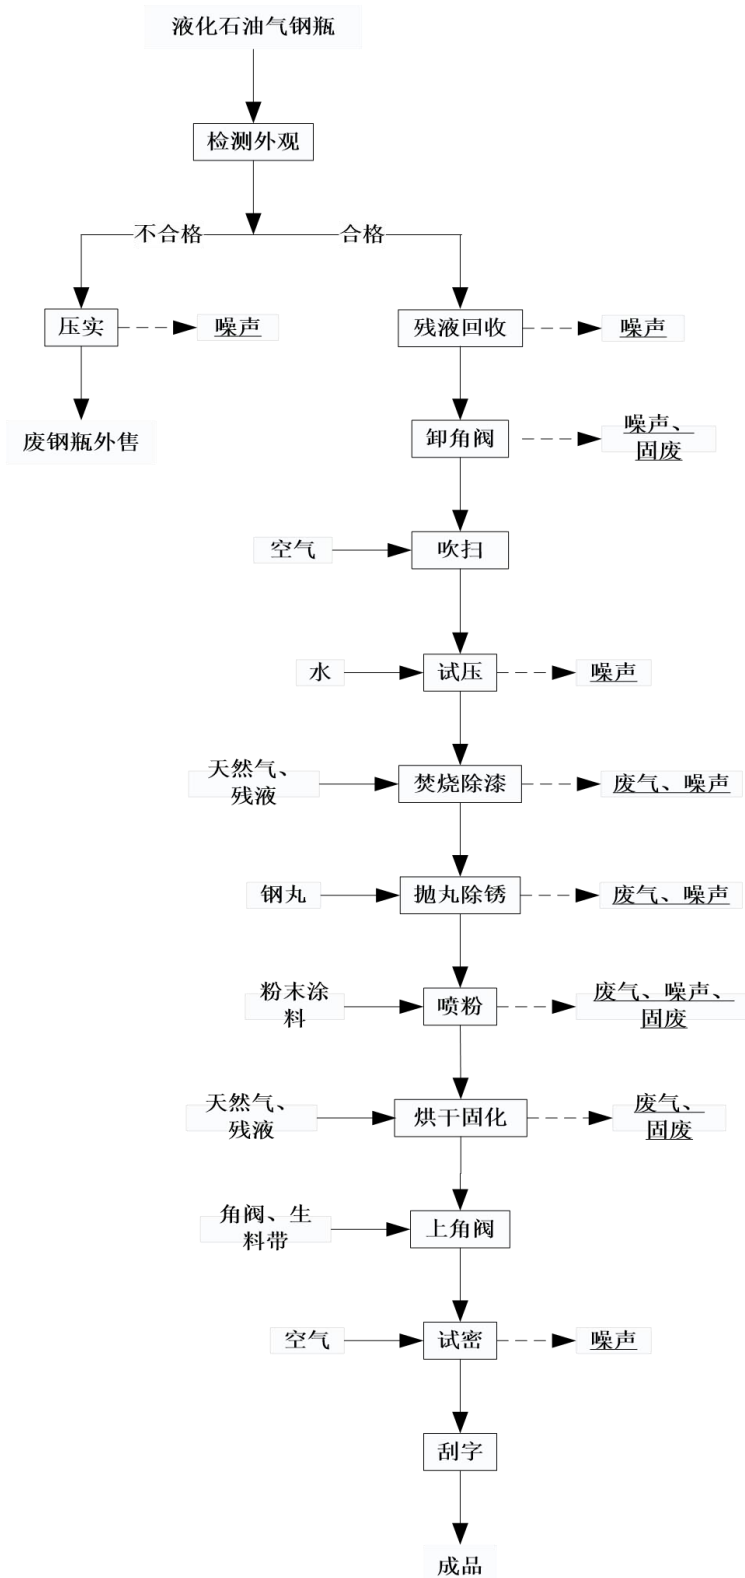 液化石油气钢瓶
检测外观
不合格
合格
压实
噪声
残液回收
噪声
废钢瓶外售
卸角阀
噪声、
固废
空气
吹扫
水
试压
噪声
天然气、
残液
焚烧除漆
废气、噪声
钢丸
抛丸除锈
废气、噪声
粉末涂
料
喷粉
废气、噪声、
固废
天然气、
残液
烘干固化
废气、
固废
角阀、生
料带
上角阀
空气
试密
噪声
刮字
成品